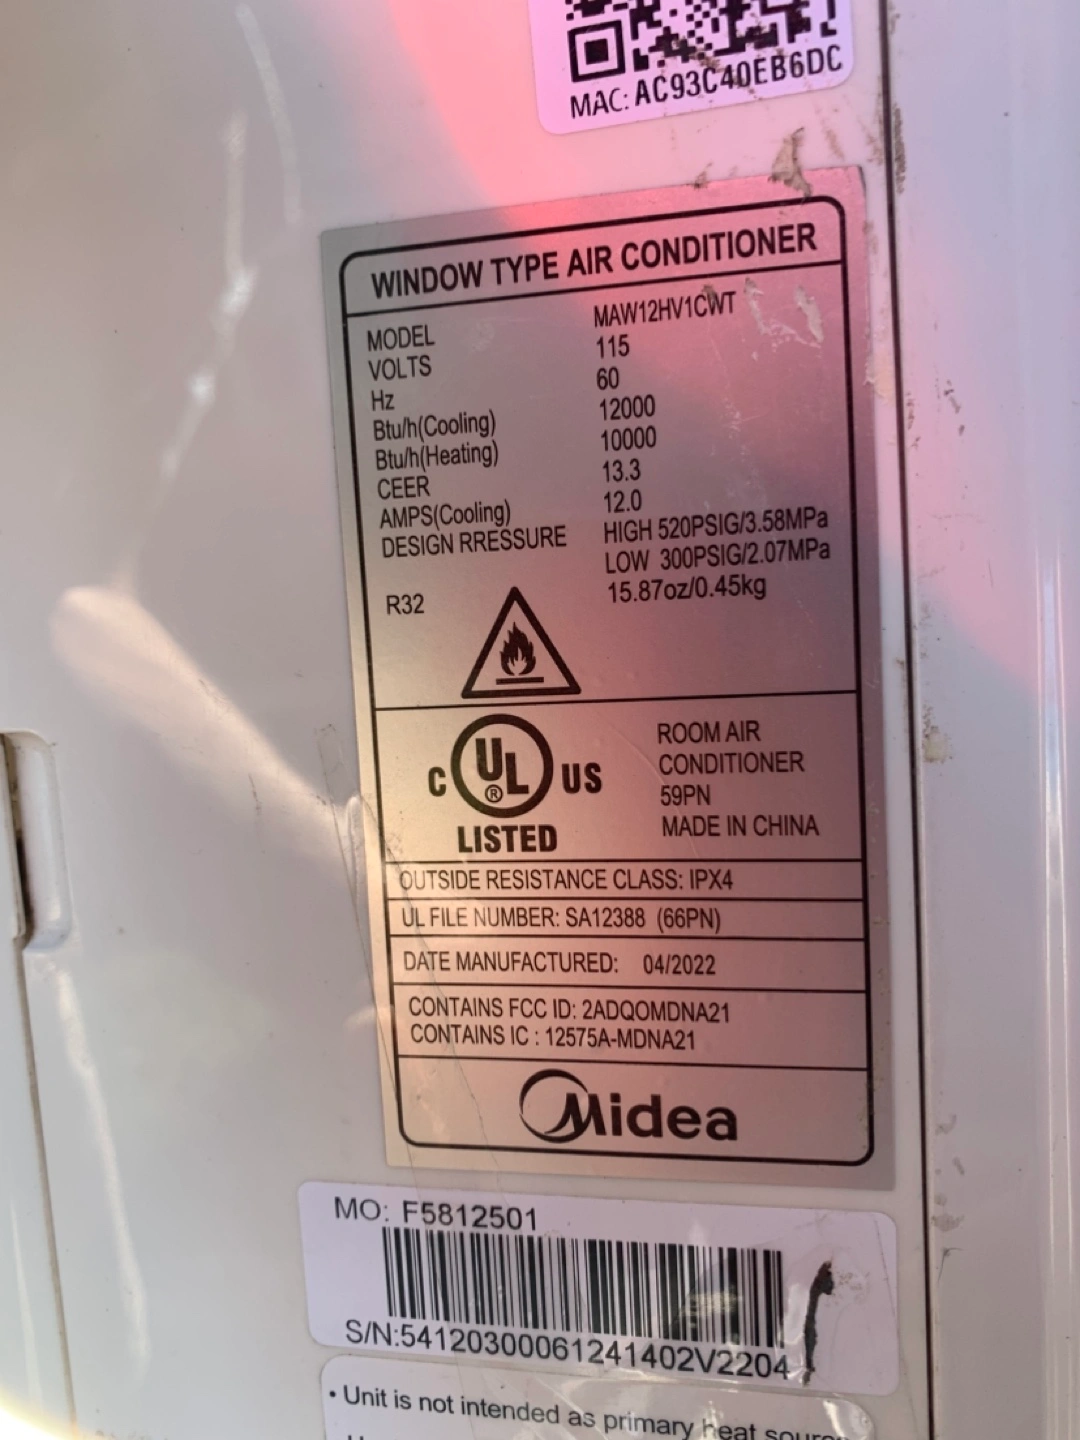 MAC: AC93C40EB6DC
WINDOW TYPE AIR CONDITIONER
MODEL MAW12HV1CWT
VOLTS 115
Hz 60
Btu/h(Cooling) 12000
Btu/h(Heating) 10000
CEER 13.3
AMPS(Cooling) 12.0
DESIGN RRESSURE HIGH 520PSIG/3.58MPa
LOW 300PSIG/2.07MPa
R32 15.87oz/0.45kg
C UL ® US
LISTED
ROOM AIR
CONDITIONER
59PN
MADE IN CHINA
OUTSIDE RESISTANCE CLASS: IPX4
UL FILE NUMBER: SA12388 (66PN)
DATE MANUFACTURED: 04/2022
CONTAINS FCC ID: 2ADQOMDNA21
CONTAINS IC : 12575A-MDNA21
Midea
MO: F5812501
S/N:54120300061241402V2204
• Unit is not intended as primary heat source